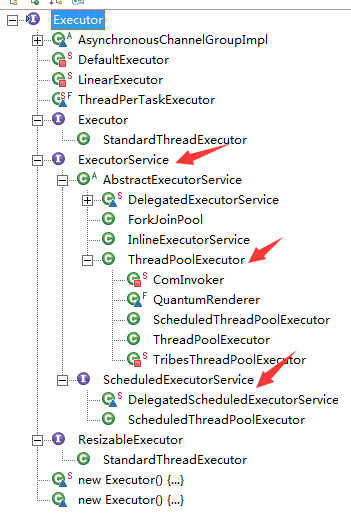 Executor
A AsynchronousChannelGroupImpl
S DefaultExecutor
S LinearExecutor
S F ThreadPerTaskExecutor
Executor
StandardThreadExecutor
ExecutorService
A AbstractExecutorService
S DelegatedExecutorService
ForkJoinPool
InlineExecutorService
ThreadPoolExecutor
S ComInvoker
F QuantumRenderer
ScheduledThreadPoolExecutor
ThreadPoolExecutor
S TribesThreadPoolExecutor
ScheduledExecutorService
S DelegatedScheduledExecutorService
ScheduledThreadPoolExecutor
ResizableExecutor
StandardThreadExecutor
S new Executor() {...}
new Executor() {...}